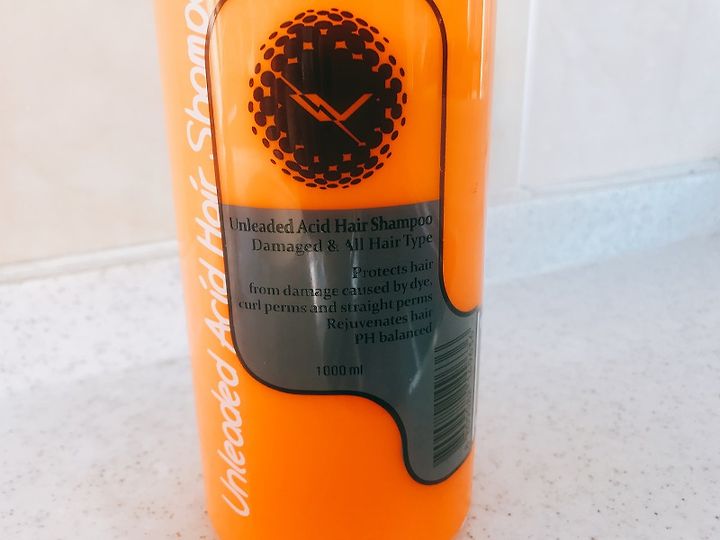 Unleaded Acid Hair Shampoo
Unleaded Acid Hair Shampoo
Damaged & All Hair Type
Protects hair
from damage caused by dye,
curl perms and straight perms
Rejuvenates hair
PH balanced
1000 ml